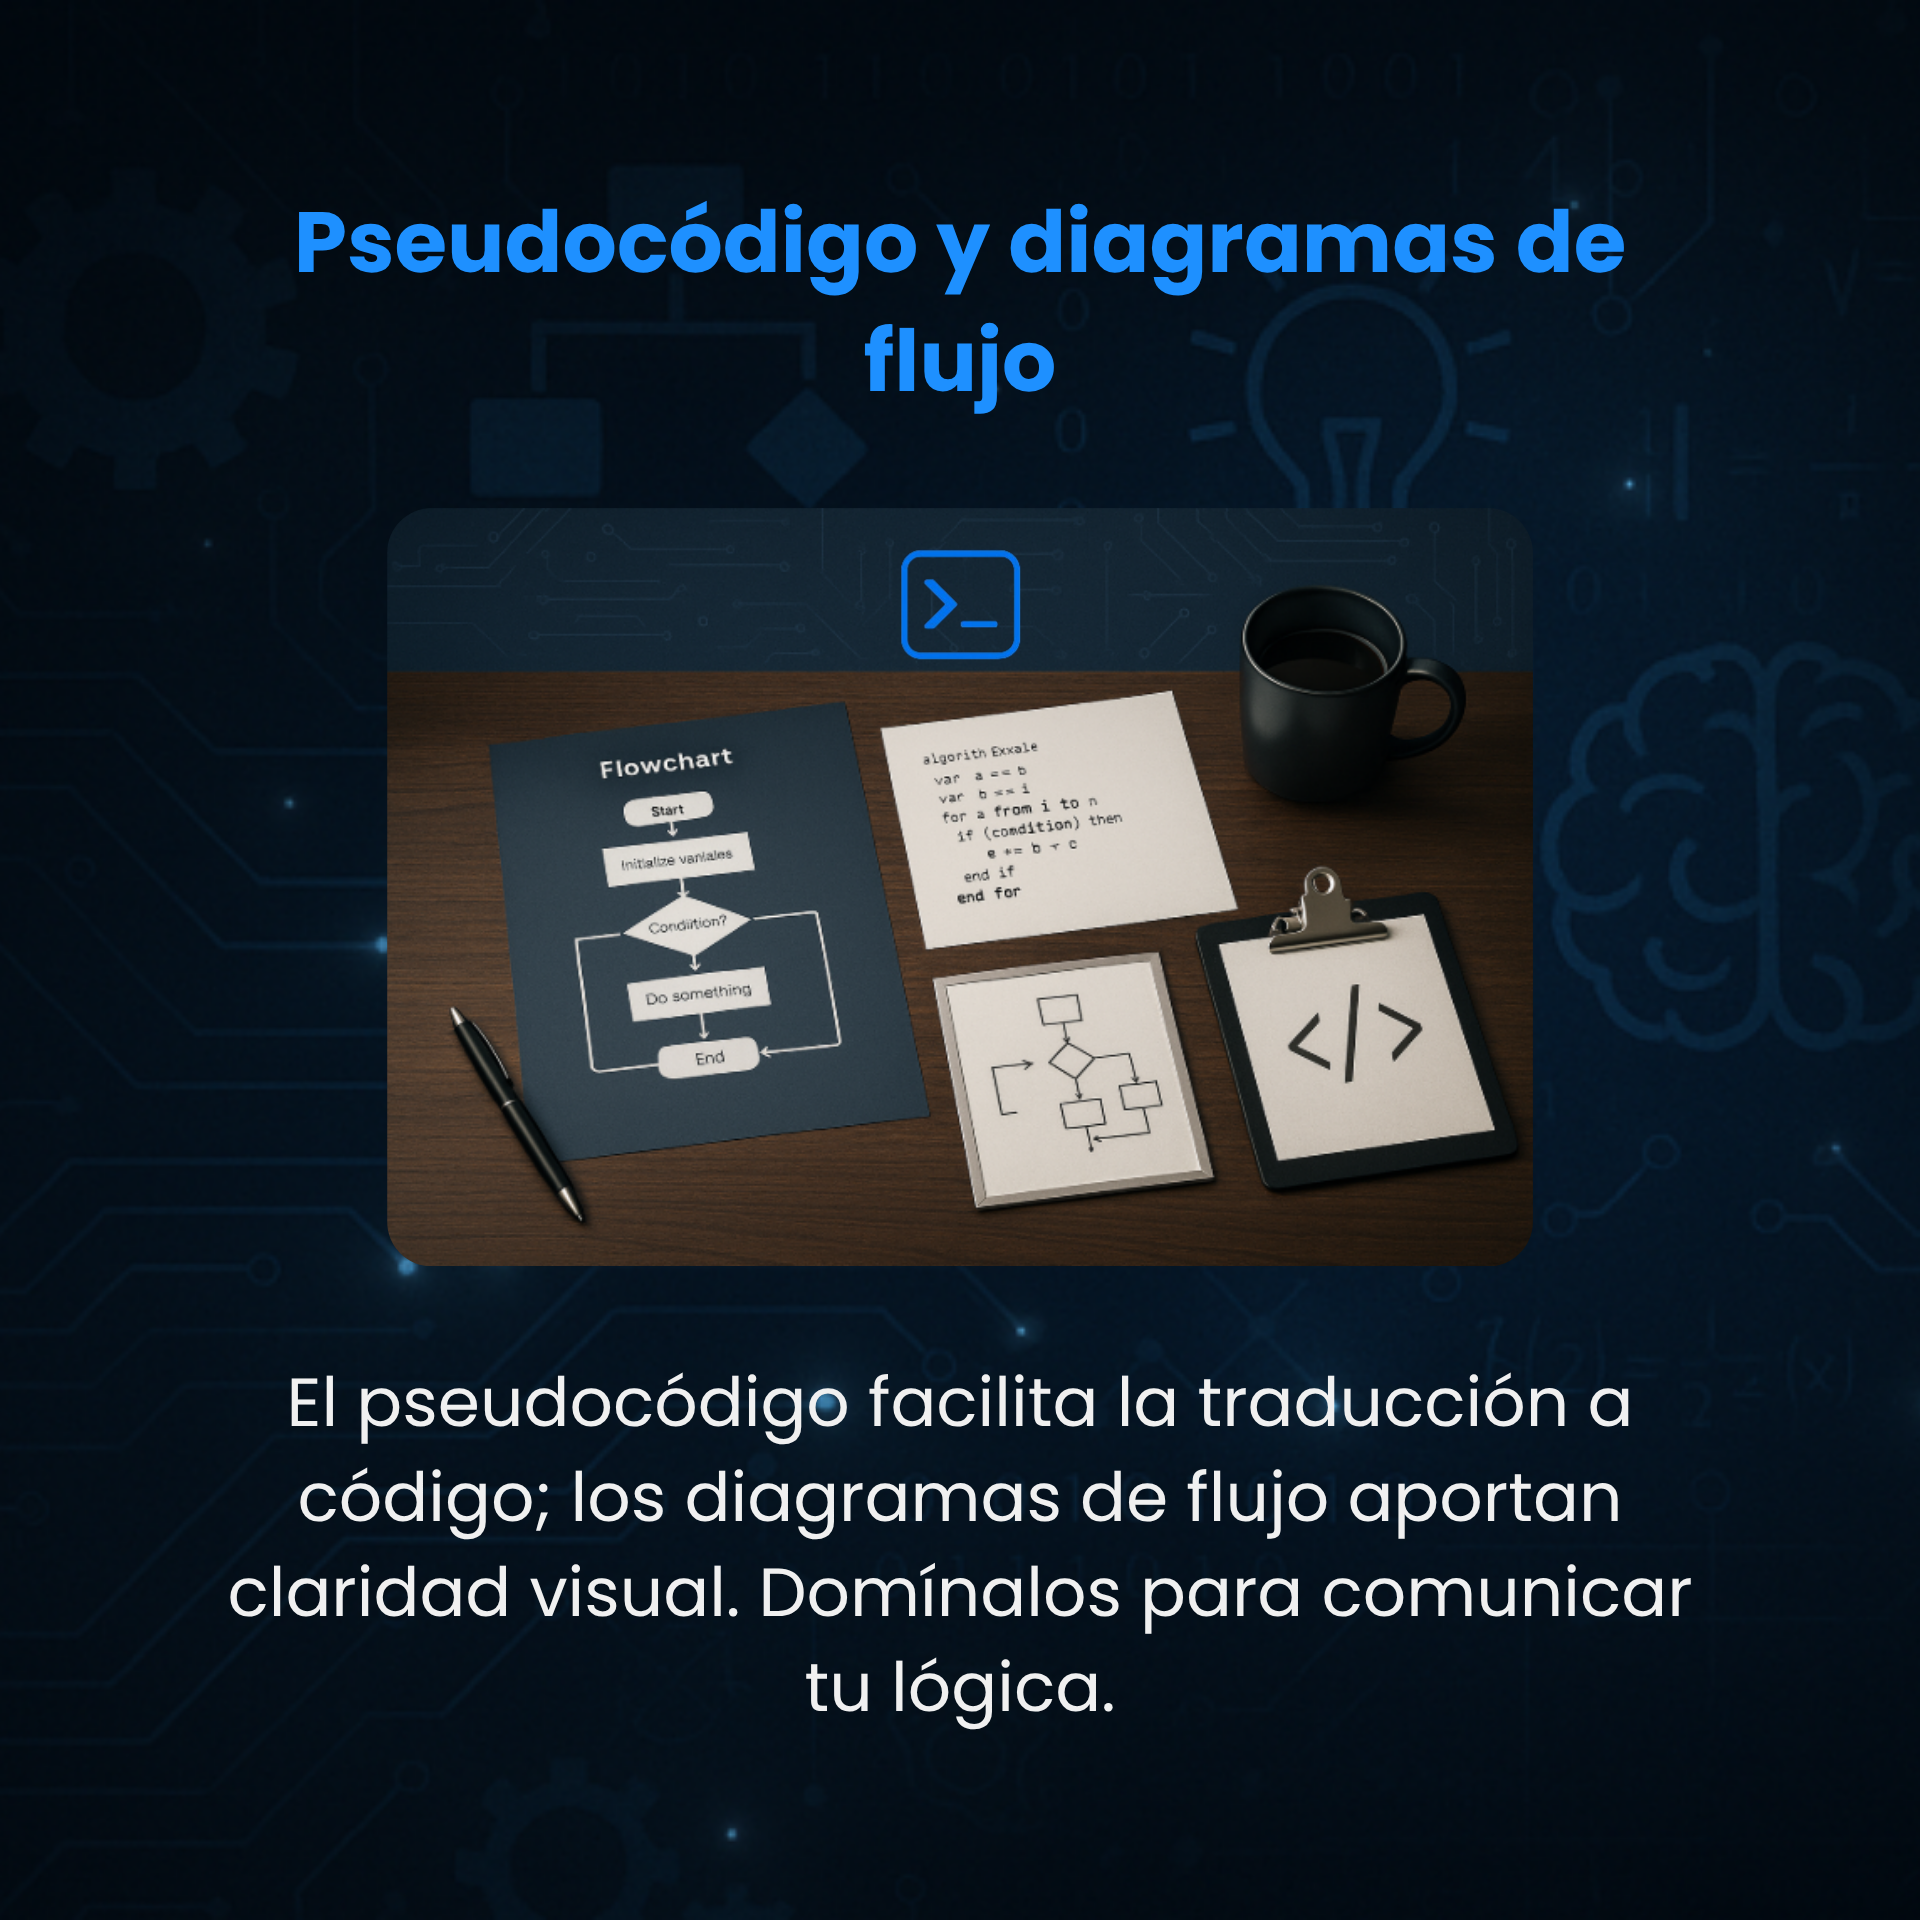 Pseudocódigo y diagramas de
flujo
>_
Flowchart
Start
Initialize variales
Condiition?
Do something
End
algorith Exxale
var a == b
var b == i
for a from i to n
if (comdition) then
end if
end for
</>
El pseudocódigo facilita la traducción a
código; los diagramas de flujo aportan
claridad visual. Domínalos para comunicar
tu lógica.